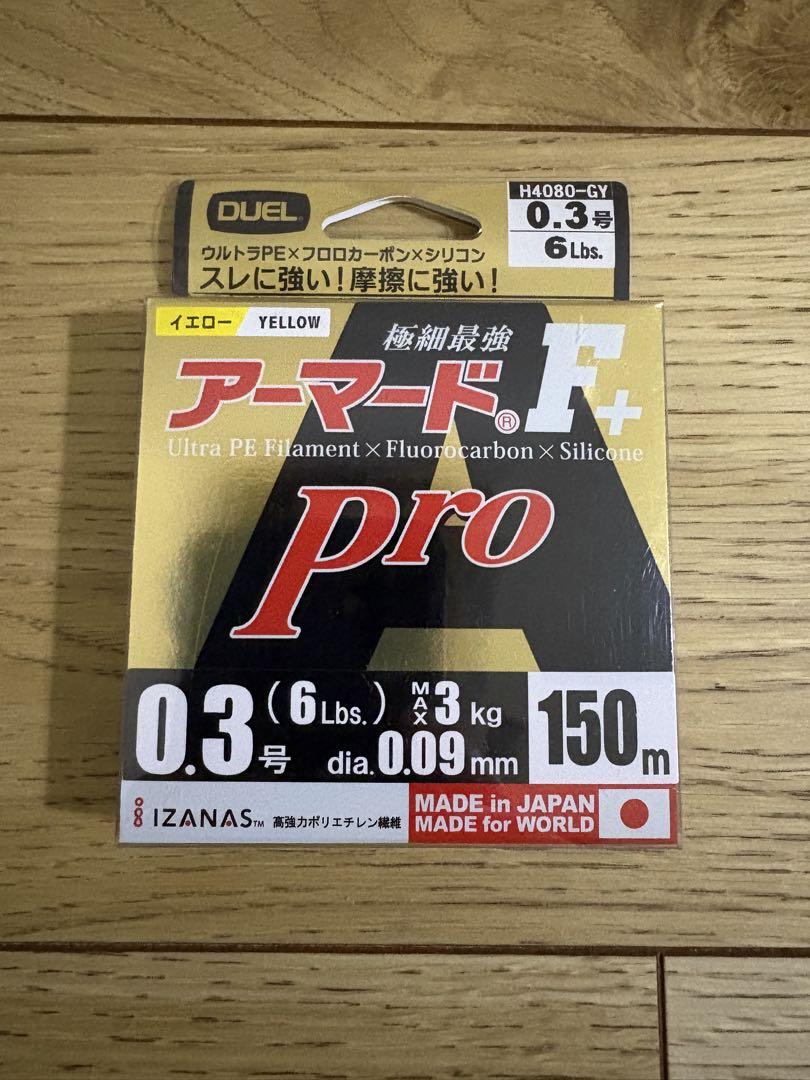 DUEL®
H4080-GY
0.3号
6Lbs.
ウルトラPE×フロロカーボン×シリコン
スレに強い!摩擦に強い!
イエロー YELLOW
極細最強
アーマード® F+
Ultra PE Filament×Fluorocarbon×Silicone
Pro
A
0.3号 (6Lbs.) MAX3kg
dia.0.09mm
150m
IZANAS™ 高強力ポリエチレン繊維
MADE in JAPAN
MADE for WORLD